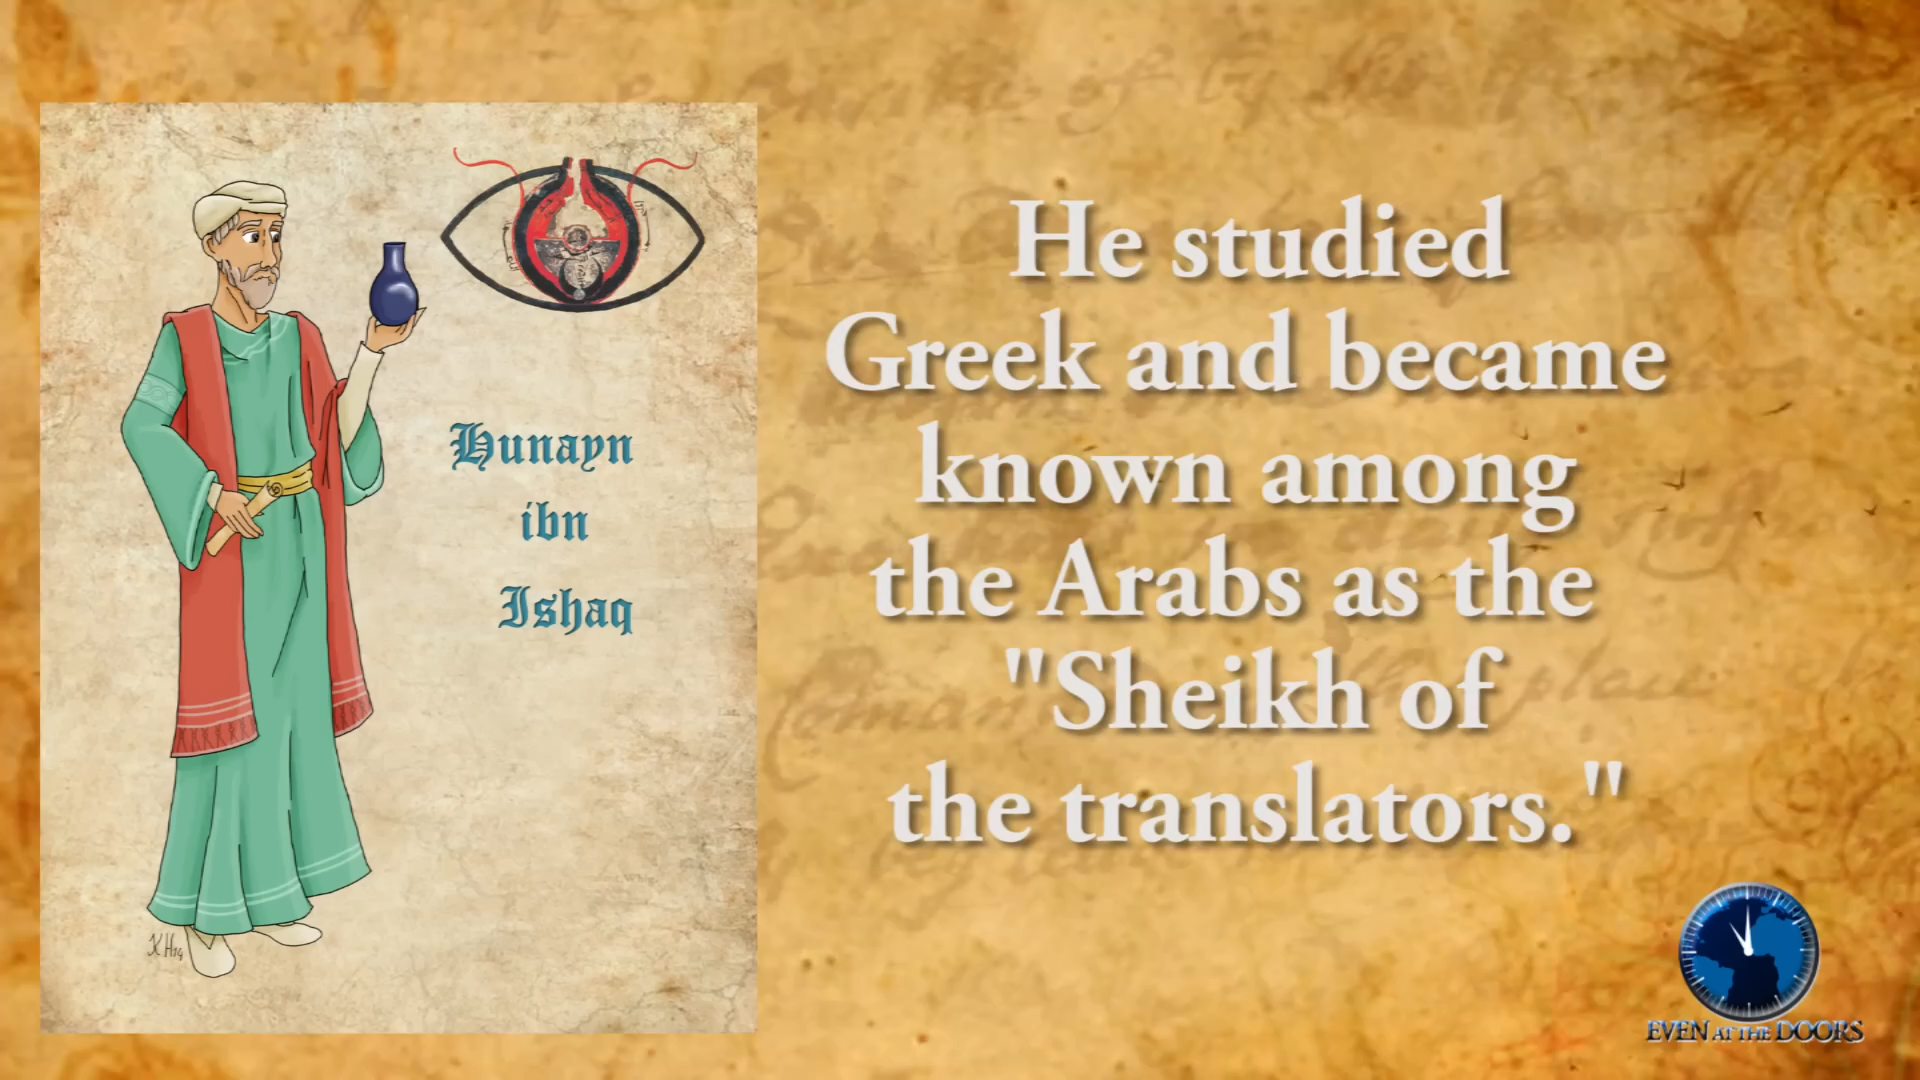 Hunayn
ibn
Ishaq
He studied
Greek and became
known among
the Arabs as the
"Sheikh of
the translators."
EVEN AT THE DOORS